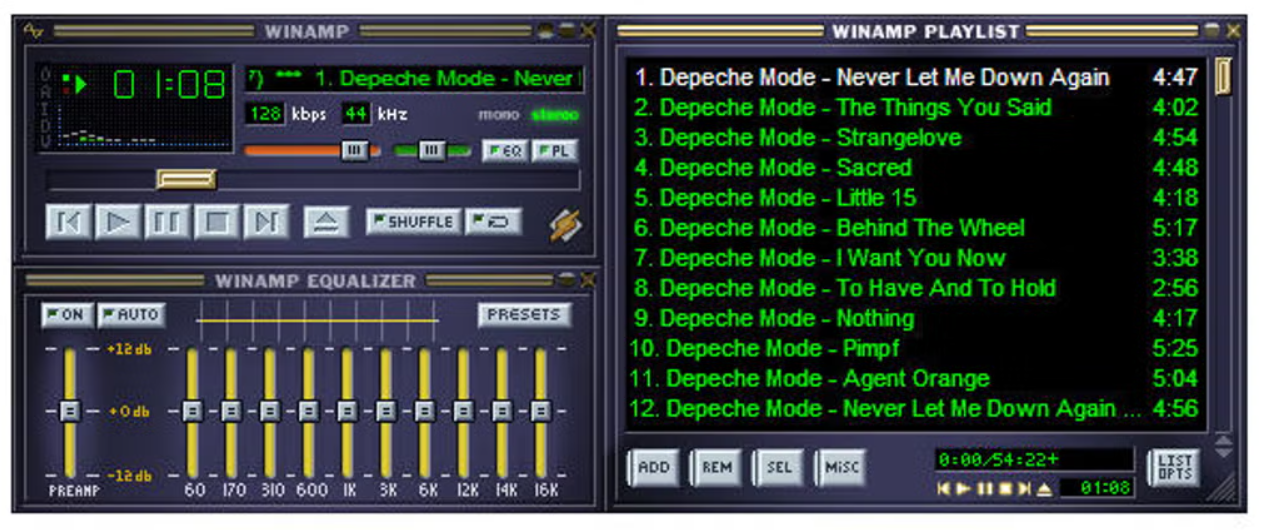 WINAMP
OAIDU
01:08
7) *** 1. Depeche Mode - Never
128 kbps 44 kHz mono stereo
EQ PL
SHUFFLE
WINAMP EQUALIZER
ON AUTO PRESETS
+12db
+0db
-12db
PREAMP 60 170 310 600 1K 3K 6K 12K 14K 16K
WINAMP PLAYLIST
1. Depeche Mode - Never Let Me Down Again 4:47
2. Depeche Mode - The Things You Said 4:02
3. Depeche Mode - Strangelove 4:54
4. Depeche Mode - Sacred 4:48
5. Depeche Mode - Little 15 4:18
6. Depeche Mode - Behind The Wheel 5:17
7. Depeche Mode - I Want You Now 3:38
8. Depeche Mode - To Have And To Hold 2:56
9. Depeche Mode - Nothing 4:17
10. Depeche Mode - Pimpf 5:25
11. Depeche Mode - Agent Orange 5:04
12. Depeche Mode - Never Let Me Down Again ... 4:56
ADD REM SEL MISC 0:00/54:22+ LIST OPTS
01:08